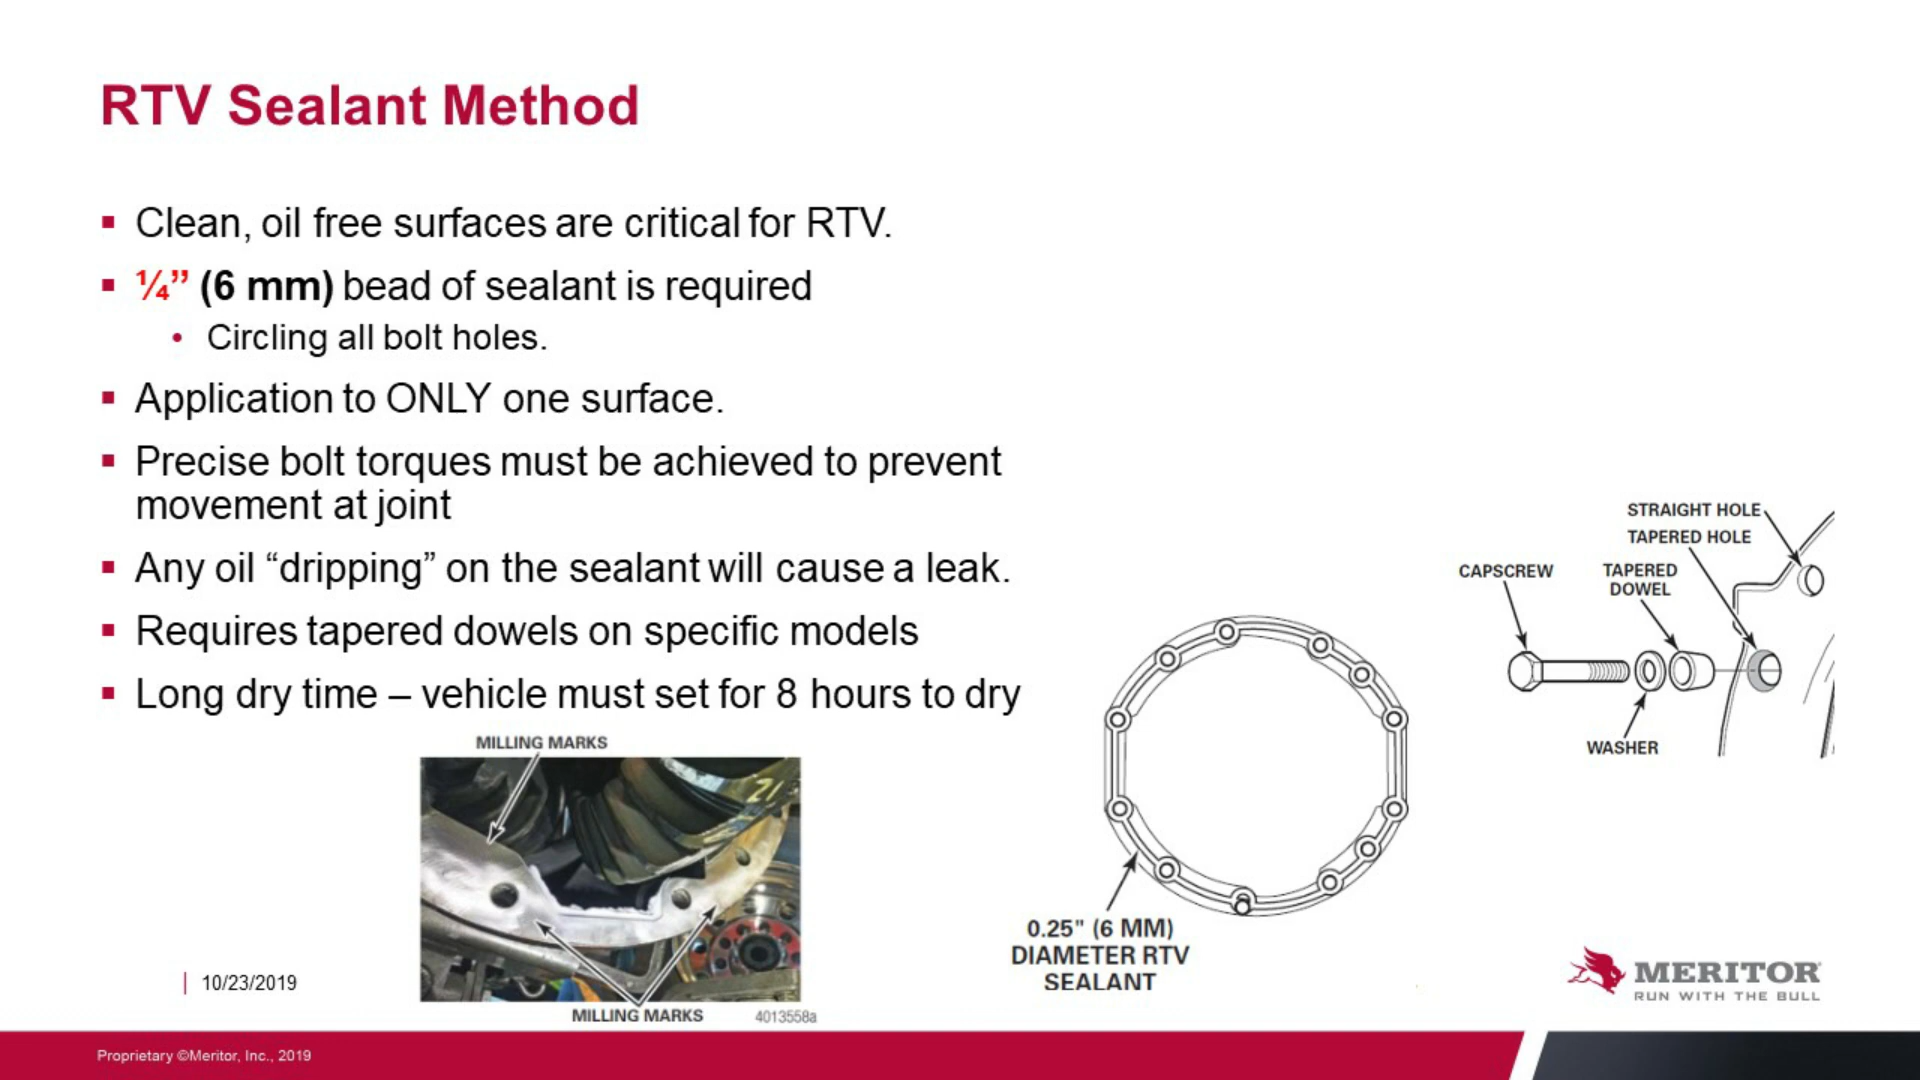 RTV Sealant Method
▪ Clean, oil free surfaces are critical for RTV.
▪ ¼” (6 mm) bead of sealant is required
• Circling all bolt holes.
▪ Application to ONLY one surface.
▪ Precise bolt torques must be achieved to prevent
movement at joint
▪ Any oil “dripping” on the sealant will cause a leak.
▪ Requires tapered dowels on specific models
▪ Long dry time – vehicle must set for 8 hours to dry
STRAIGHT HOLE
TAPERED HOLE
CAPSCREW
TAPERED
DOWEL
WASHER
MILLING MARKS
21
MILLING MARKS
4013558a
0.25" (6 MM)
DIAMETER RTV
SEALANT
10/23/2019
MERITOR
RUN WITH THE BULL
Proprietary ©Meritor, Inc., 2019